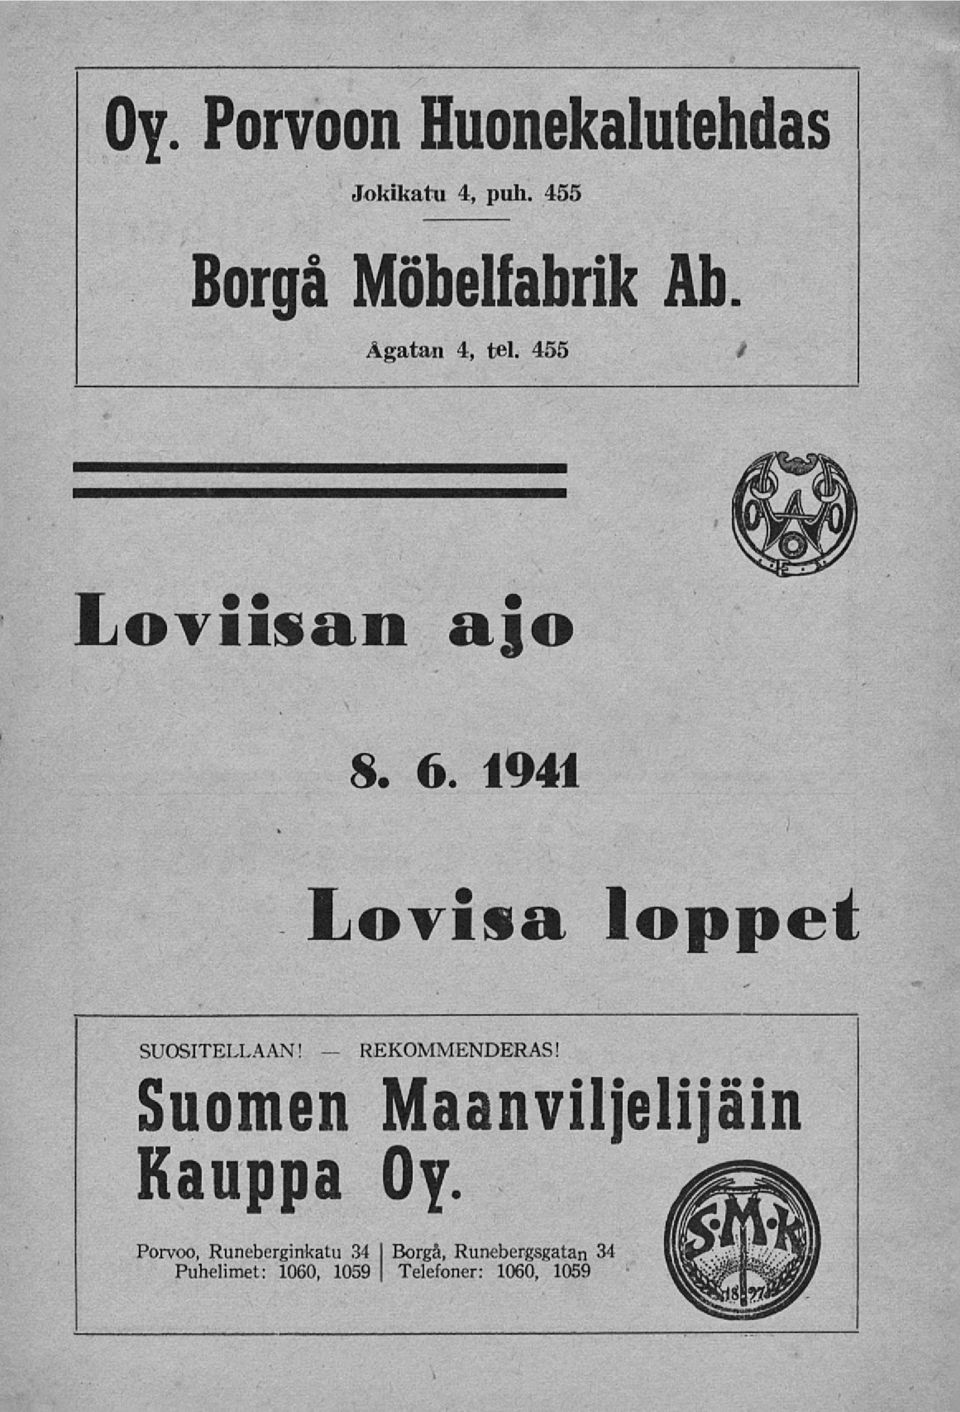 Oy. Porvoon Huonekalutehdas
Jokikatu 4, puh. 455
Borgå Möbelfabrik Ab.
Ågatan 4, tel. 455
Loviisan ajo
8. 6. 1941
Lovisa loppet
SUOSITELLAAN! — REKOMMENDERAS!
Suomen Maanviljelijäin
Kauppa Oy.
Porvoo, Runeberginkatu 34 | Borgå, Runebergsgatan 34
Puhelimet: 1060, 1059 | Telefoner: 1060, 1059
S·M·K
1897